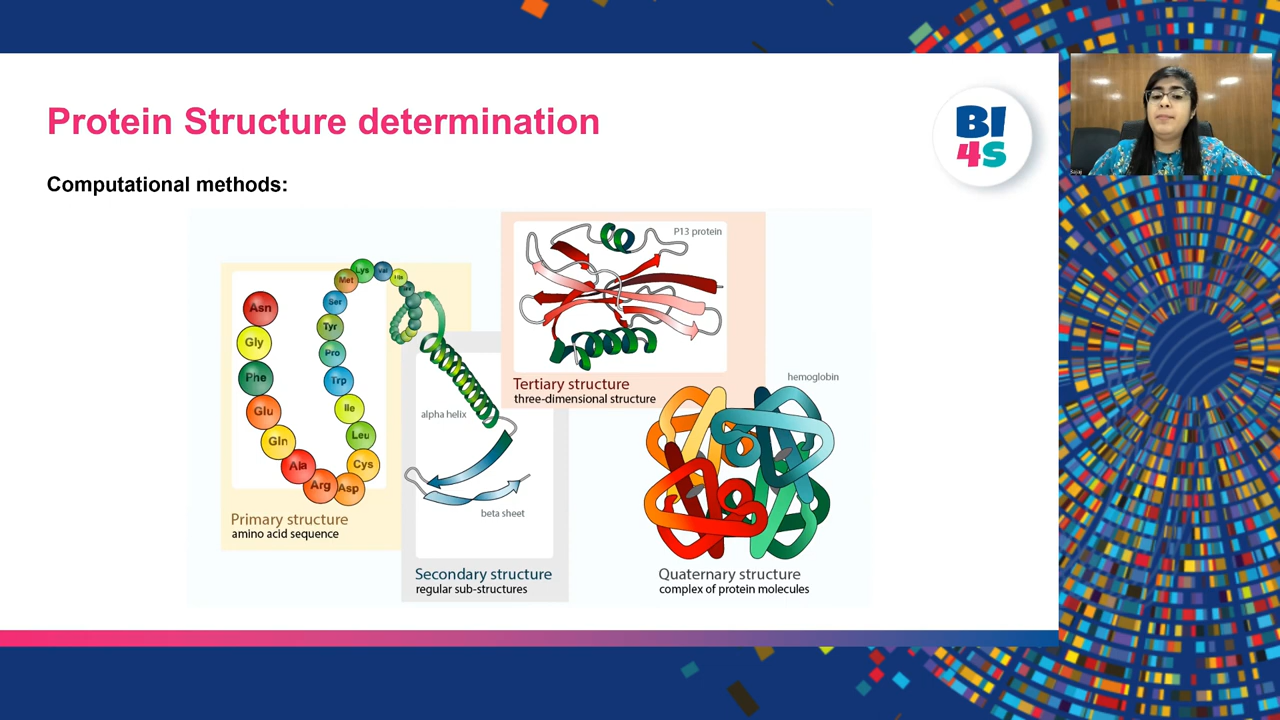 Protein Structure determination
BI
4S
Computational methods:
P13 protein
Lys
Val
Met
Ser
Tyr
Pro
Trp
Ile
Leu
Cys
Asn
Gly
Phe
Glu
Gln
Ala
Arg
Asp
Tertiary structure
three-dimensional structure
hemoglobin
alpha helix
beta sheet
Primary structure
amino acid sequence
Secondary structure
regular sub-structures
Quaternary structure
complex of protein molecules